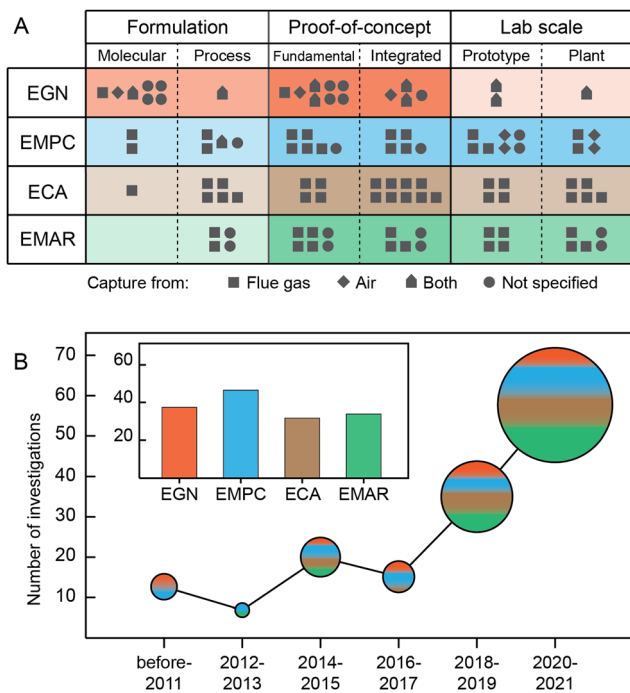 A
Formulation Proof-of-concept Lab scale
Molecular Process Fundamental Integrated Prototype Plant
EGN
EMPC
ECA
EMAR
Capture from: Flue gas Air Both Not specified
B
Number of investigations
70
60
50
40
30
20
10
60
40
20
EGN EMPC ECA EMAR
before- 2012- 2014- 2016- 2018- 2020-
2011 2013 2015 2017 2019 2021